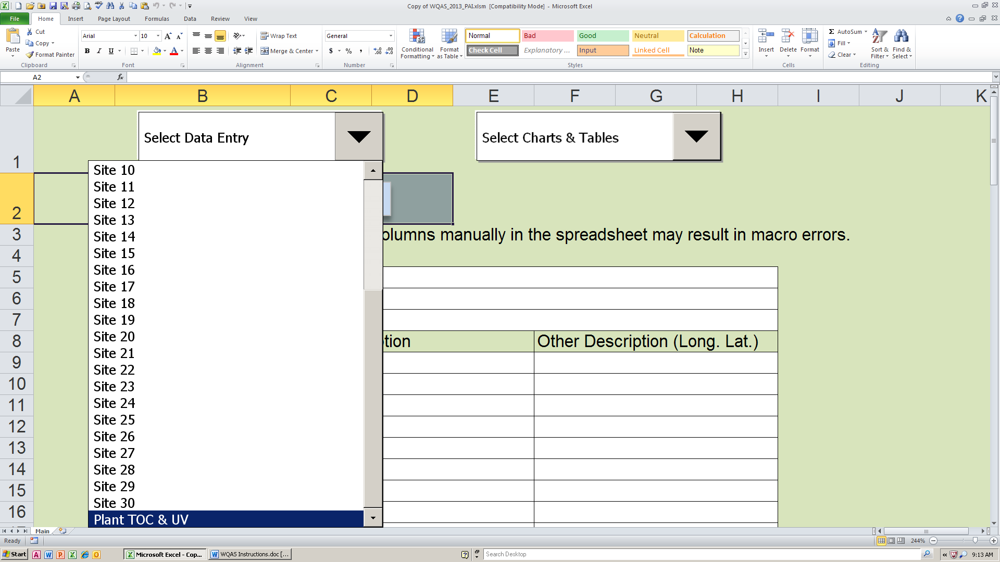 Copy of WQAS_2013_PAI.xlsm [Compatibility Mode] - Microsoft Excel
File Home Insert Page Layout Formulas Data Review View
Paste
Cut
Copy
Format Painter
Clipboard
Arial 10
B I U
Font
Wrap Text
Merge & Center
Alignment
General
$ % ,
Number
Conditional Formatting
Format as Table
Normal Bad Good Neutral Calculation
Check Cell Explanatory ... Input Linked Cell Note
Styles
Insert Delete Format
Cells
Σ AutoSum
Fill
Clear
Sort & Filter
Find & Select
Editing
A2 fx
A B C D E F G H I J K
1
Select Data Entry
Select Charts & Tables
Site 10
Site 11
Site 12
Site 13
Site 14
Site 15
Site 16
Site 17
Site 18
Site 19
Site 20
Site 21
Site 22
Site 23
Site 24
Site 25
Site 26
Site 27
Site 28
Site 29
Site 30
Plant TOC & UV
2
3 olumns manually in the spreadsheet may result in macro errors.
4
5
6
7
8 tion Other Description (Long. Lat.)
9
10
11
12
13
14
15
16
Main
Ready 244%
Start Microsoft Excel - Cop... WQAS Instructions.doc [... Search Desktop « 9:13 AM